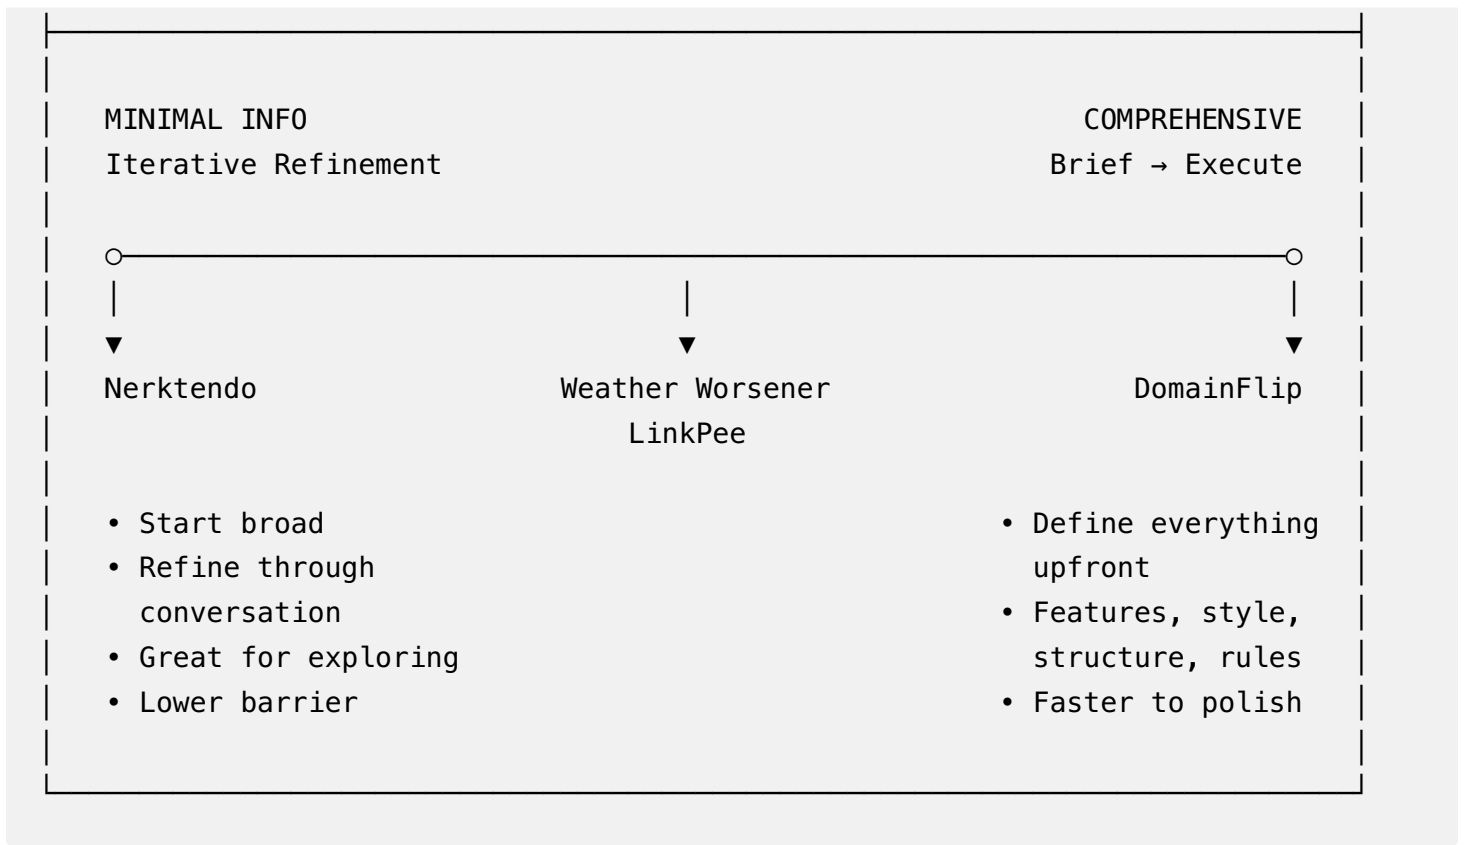 MINIMAL INFO COMPREHENSIVE
Iterative Refinement Brief → Execute
Nerktendo Weather Worsener DomainFlip
LinkPee
• Start broad • Define everything
• Refine through upfront
conversation • Features, style,
• Great for exploring structure, rules
• Lower barrier • Faster to polish